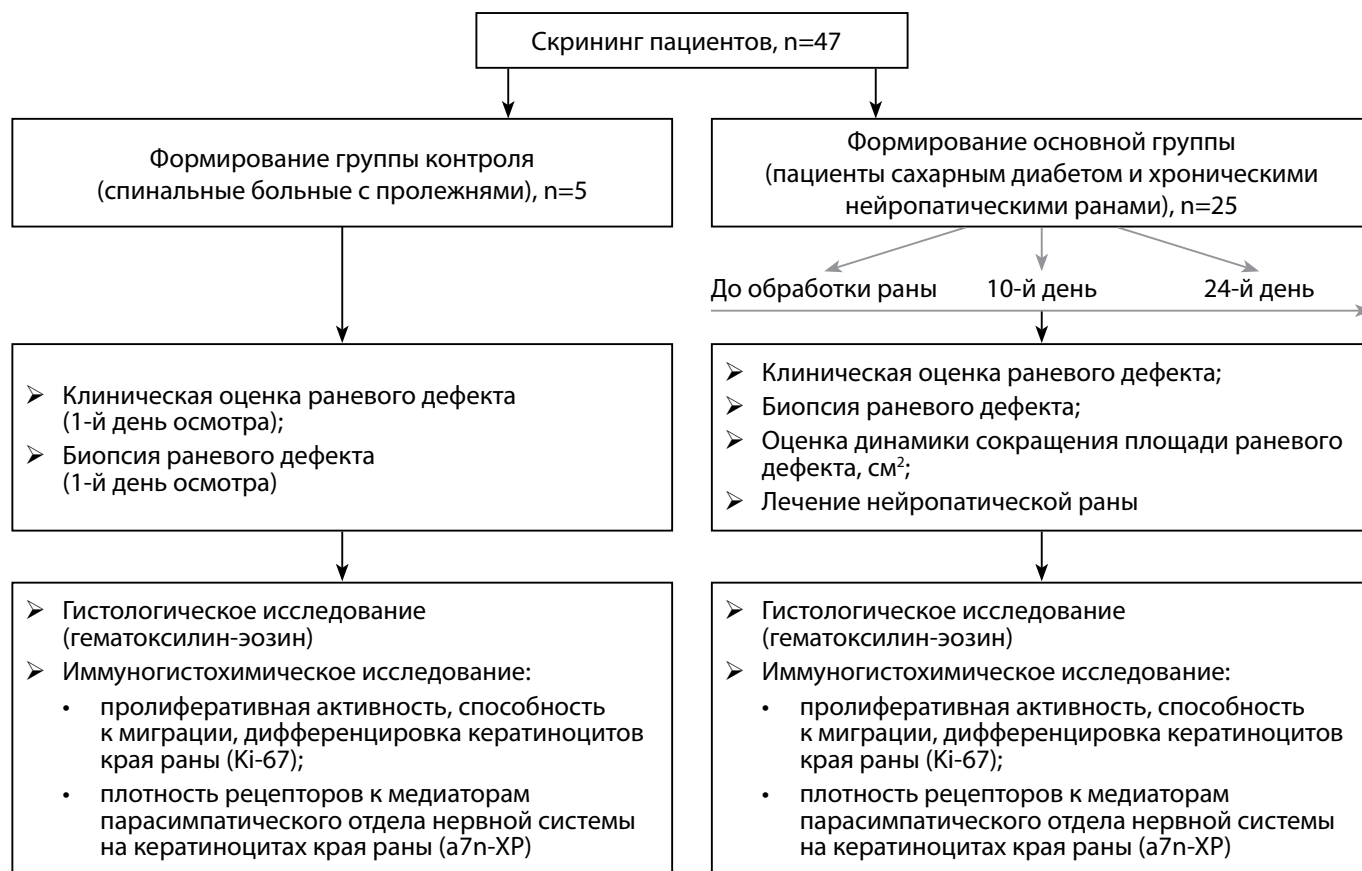 Скрининг пациентов, n=47
Формирование группы контроля
(спинальные больные с пролежнями), n=5
Формирование основной группы
(пациенты сахарным диабетом и хроническими
нейропатическими ранами), n=25
До обработки раны 10-й день 24-й день
➢ Клиническая оценка раневого дефекта
(1-й день осмотра);
➢ Биопсия раневого дефекта
(1-й день осмотра)
➢ Клиническая оценка раневого дефекта;
➢ Биопсия раневого дефекта;
➢ Оценка динамики сокращения площади раневого
дефекта, см²;
➢ Лечение нейропатической раны
➢ Гистологическое исследование
(гематоксилин-эозин)
➢ Иммуногистохимическое исследование:
• пролиферативная активность, способность
к миграции, дифференцировка кератиноцитов
края раны (Ki-67);
• плотность рецепторов к медиаторам
парасимпатического отдела нервной системы
на кератиноцитах края раны (a7n-ХР)
➢ Гистологическое исследование
(гематоксилин-эозин)
➢ Иммуногистохимическое исследование:
• пролиферативная активность, способность
к миграции, дифференцировка кератиноцитов
края раны (Ki-67);
• плотность рецепторов к медиаторам
парасимпатического отдела нервной системы
на кератиноцитах края раны (a7n-ХР)